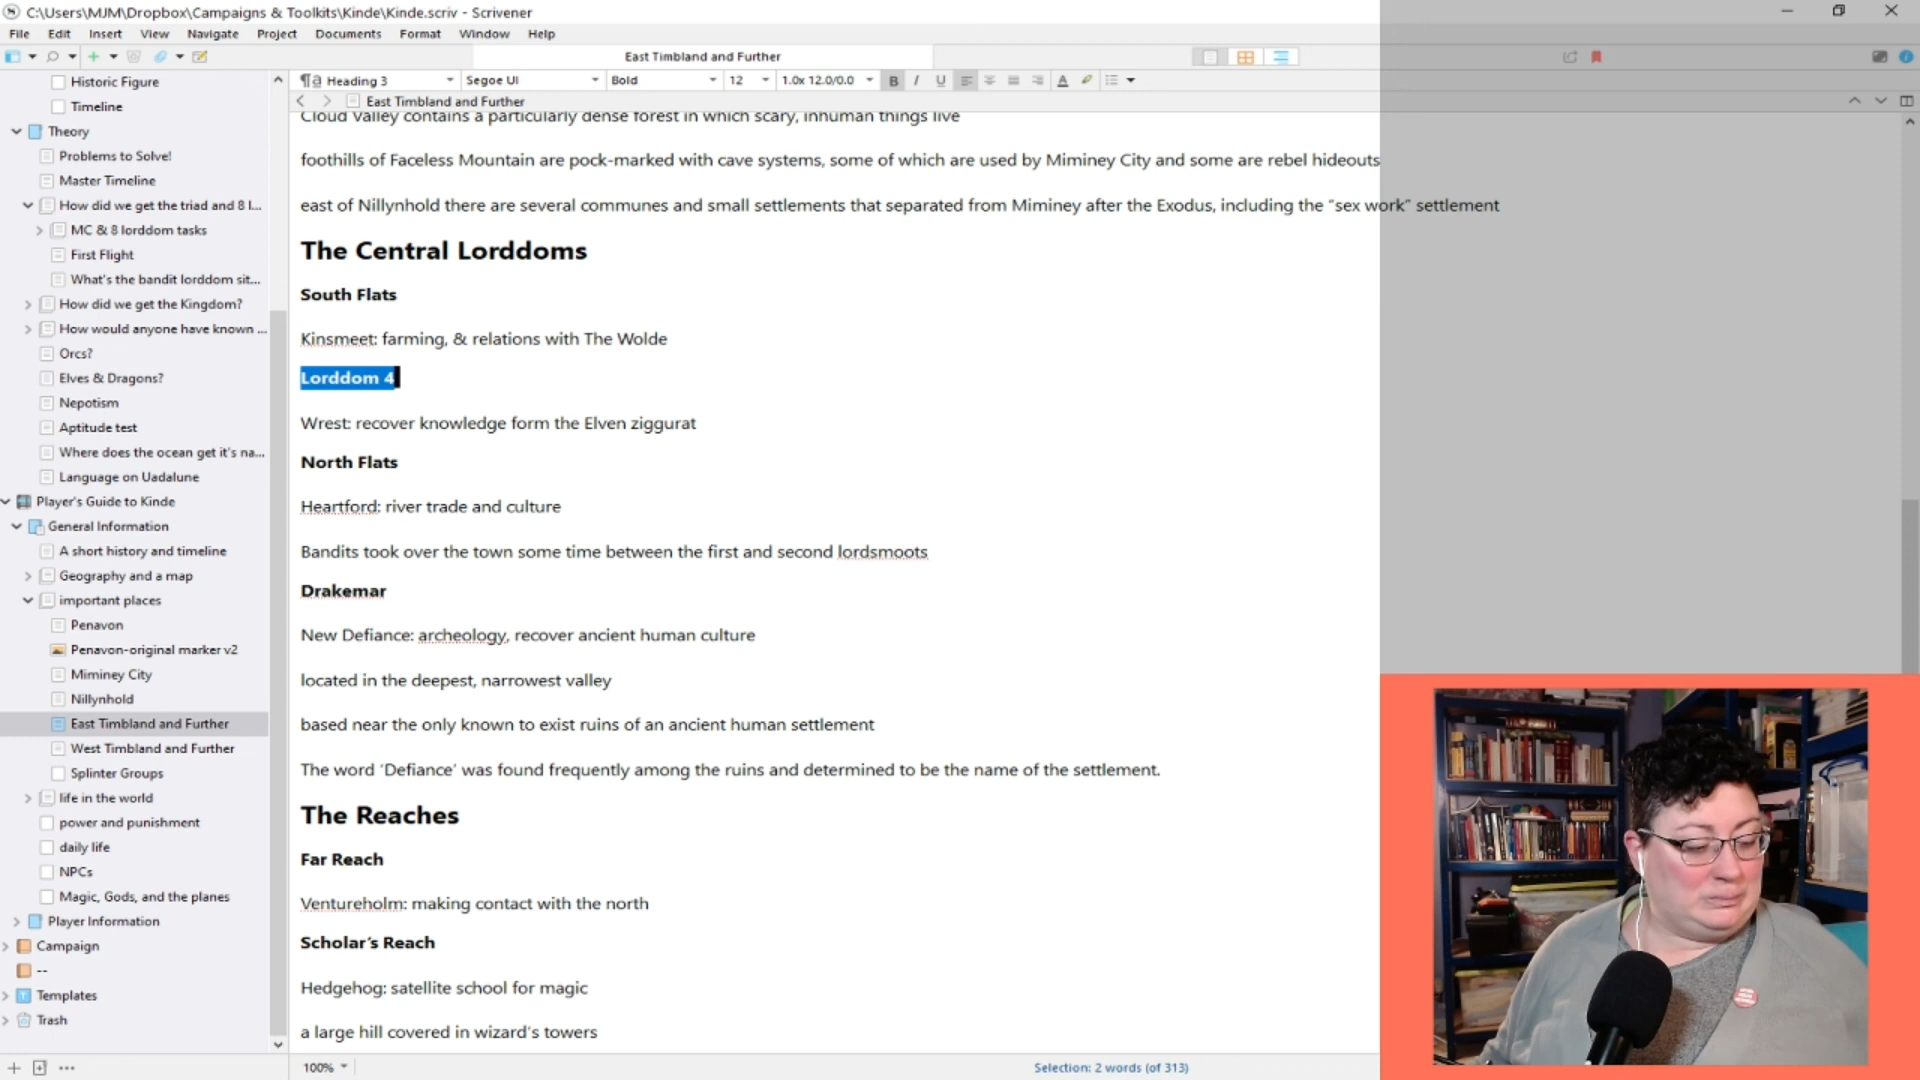 C:\Users\MJM\Dropbox\Campaigns & Toolkits\Kinde\Kinde.scriv - Scrivener
File Edit Insert View Navigate Project Documents Format Window Help
East Timbland and Further
Heading 3 Segoe UI Bold 12 1.0x 12.0/0.0 B I U A
East Timbland and Further
Historic Figure
Timeline
Theory
Problems to Solve!
Master Timeline
How did we get the triad and 8 l...
MC & 8 lorddom tasks
First Flight
What's the bandit lorddom sit...
How did we get the Kingdom?
How would anyone have known ...
Orcs?
Elves & Dragons?
Nepotism
Aptitude test
Where does the ocean get it's na...
Language on Uadalune
Player's Guide to Kinde
General Information
A short history and timeline
Geography and a map
important places
Penavon
Penavon-original marker v2
Miminey City
Nillynhold
East Timbland and Further
West Timbland and Further
Splinter Groups
life in the world
power and punishment
daily life
NPCs
Magic, Gods, and the planes
Player Information
Campaign
--
Templates
Trash
Cloud Valley contains a particularly dense forest in which scary, inhuman things live
foothills of Faceless Mountain are pock-marked with cave systems, some of which are used by Miminey City and some are rebel hideouts
east of Nillynhold there are several communes and small settlements that separated from Miminey after the Exodus, including the “sex work” settlement
The Central Lorddoms
South Flats
Kinsmeet: farming, & relations with The Wolde
Lorddom 4
Wrest: recover knowledge form the Elven ziggurat
North Flats
Heartford: river trade and culture
Bandits took over the town some time between the first and second lordsmoots
Drakemar
New Defiance: archeology, recover ancient human culture
located in the deepest, narrowest valley
based near the only known to exist ruins of an ancient human settlement
The word ‘Defiance’ was found frequently among the ruins and determined to be the name of the settlement.
The Reaches
Far Reach
Ventureholm: making contact with the north
Scholar’s Reach
Hedgehog: satellite school for magic
a large hill covered in wizard’s towers
100%
Selection: 2 words (of 313)